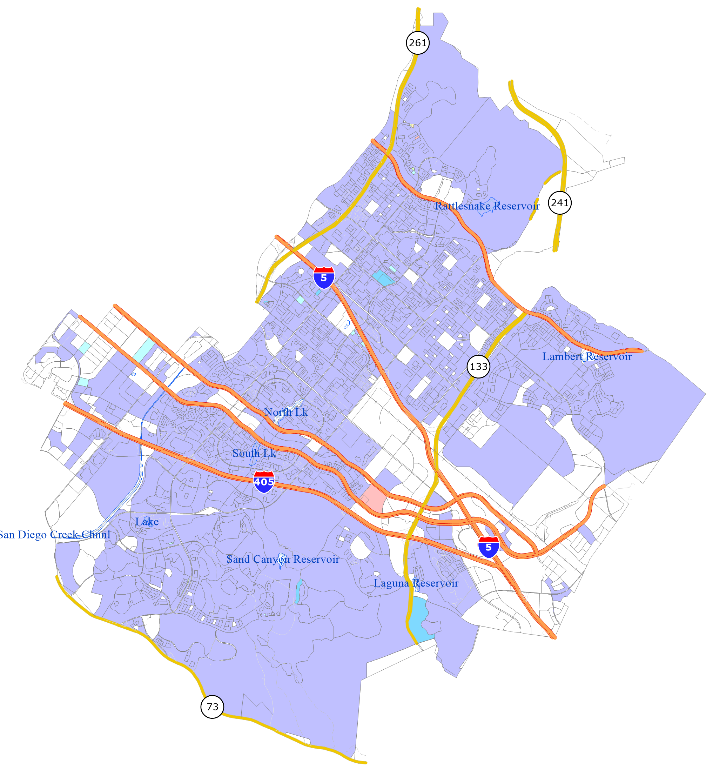 261
241
Rattlesnake Reservoir
5
Lambert Reservoir
133
North Lk
South Lk
405
Lake
San Diego Creek Chnnl
5
Sand Canyon Reservoir
Laguna Reservoir
73